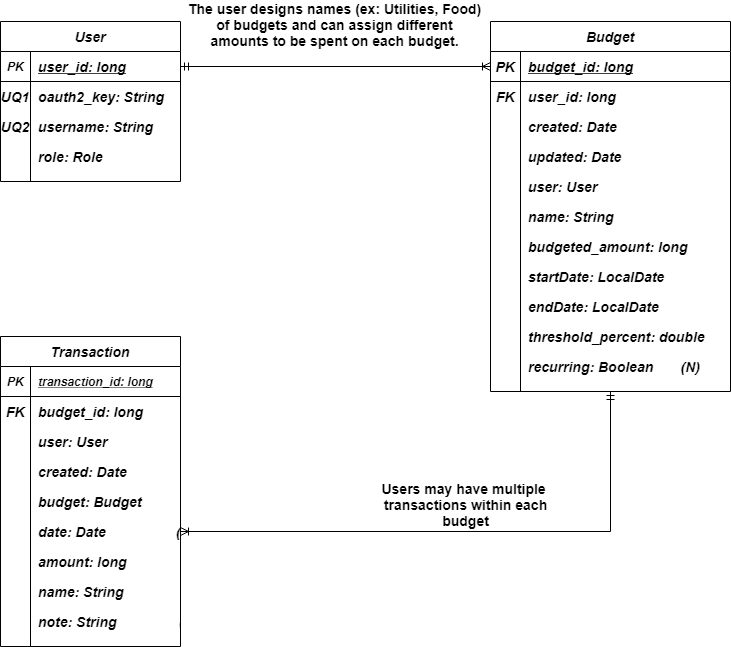 The user designs names (ex: Utilities, Food)
of budgets and can assign different
amounts to be spent on each budget.
User
PK user_id: long
UQ1 oauth2_key: String
UQ2 username: String
role: Role
Budget
PK budget_id: long
FK user_id: long
created: Date
updated: Date
user: User
name: String
budgeted_amount: long
startDate: LocalDate
endDate: LocalDate
threshold_percent: double
recurring: Boolean (N)
Transaction
PK transaction_id: long
FK budget_id: long
user: User
created: Date
budget: Budget
date: Date (
amount: long
name: String
note: String
Users may have multiple
transactions within each
budget